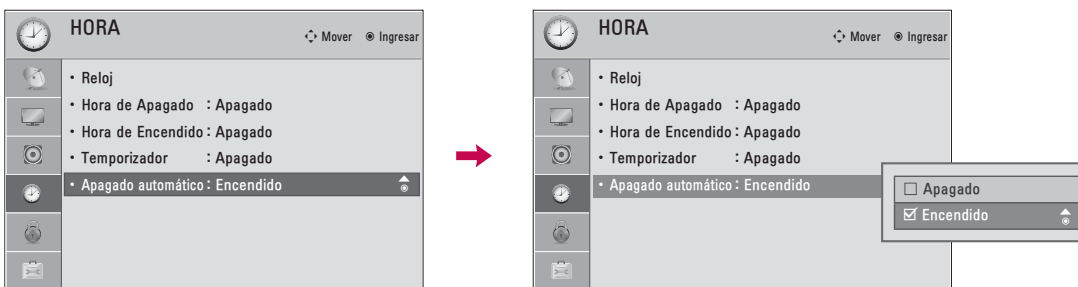 HORA
Mover Ingresar
• Reloj
• Hora de Apagado : Apagado
• Hora de Encendido : Apagado
• Temporizador : Apagado
• Apagado automático : Encendido
HORA
Mover Ingresar
• Reloj
• Hora de Apagado : Apagado
• Hora de Encendido : Apagado
• Temporizador : Apagado
• Apagado automático : Encendido
☐ Apagado
☑ Encendido